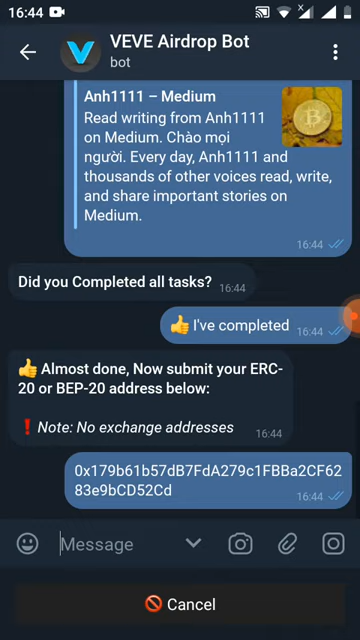 16:44
VEVE Airdrop Bot
bot
Anh1111 – Medium
Read writing from Anh1111
on Medium. Chào mọi
người. Every day, Anh1111 and
thousands of other voices read, write,
and share important stories on
Medium.
16:44
Did you Completed all tasks?
16:44
👍 I've completed
16:44
👍 Almost done, Now submit your ERC-
20 or BEP-20 address below:
❗ Note: No exchange addresses
16:44
0x179b61b57dB7FdA279c1FBBa2CF62
83e9bCD52Cd
16:44
Message
🚫 Cancel